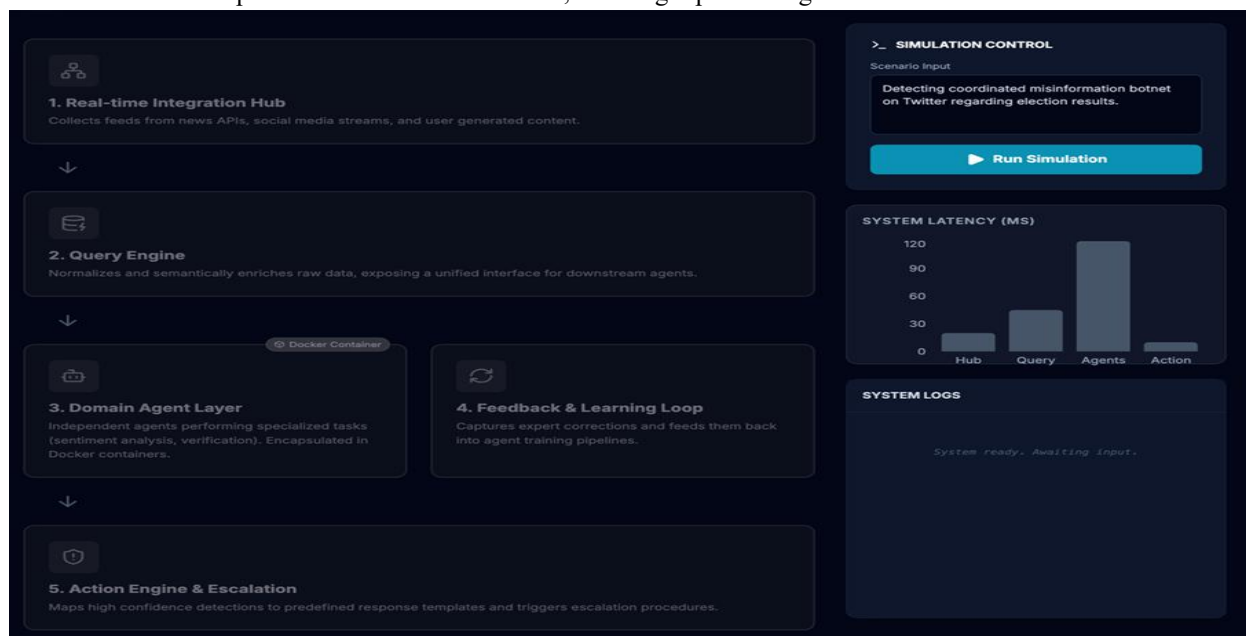 1. Real-time Integration Hub
Collects feeds from news APIs, social media streams, and user generated content.
2. Query Engine
Normalizes and semantically enriches raw data, exposing a unified interface for downstream agents.
Docker Container
3. Domain Agent Layer
Independent agents performing specialized tasks
(sentiment analysis, verification). Encapsulated in
Docker containers.
4. Feedback & Learning Loop
Captures expert corrections and feeds them back
into agent training pipelines.
5. Action Engine & Escalation
Maps high confidence detections to predefined response templates and triggers escalation procedures.
>_ SIMULATION CONTROL
Scenario Input
Detecting coordinated misinformation botnet
on Twitter regarding election results.
Run Simulation
SYSTEM LATENCY (MS)
120
90
60
30
0
Hub Query Agents Action
SYSTEM LOGS
System ready. Awaiting input.